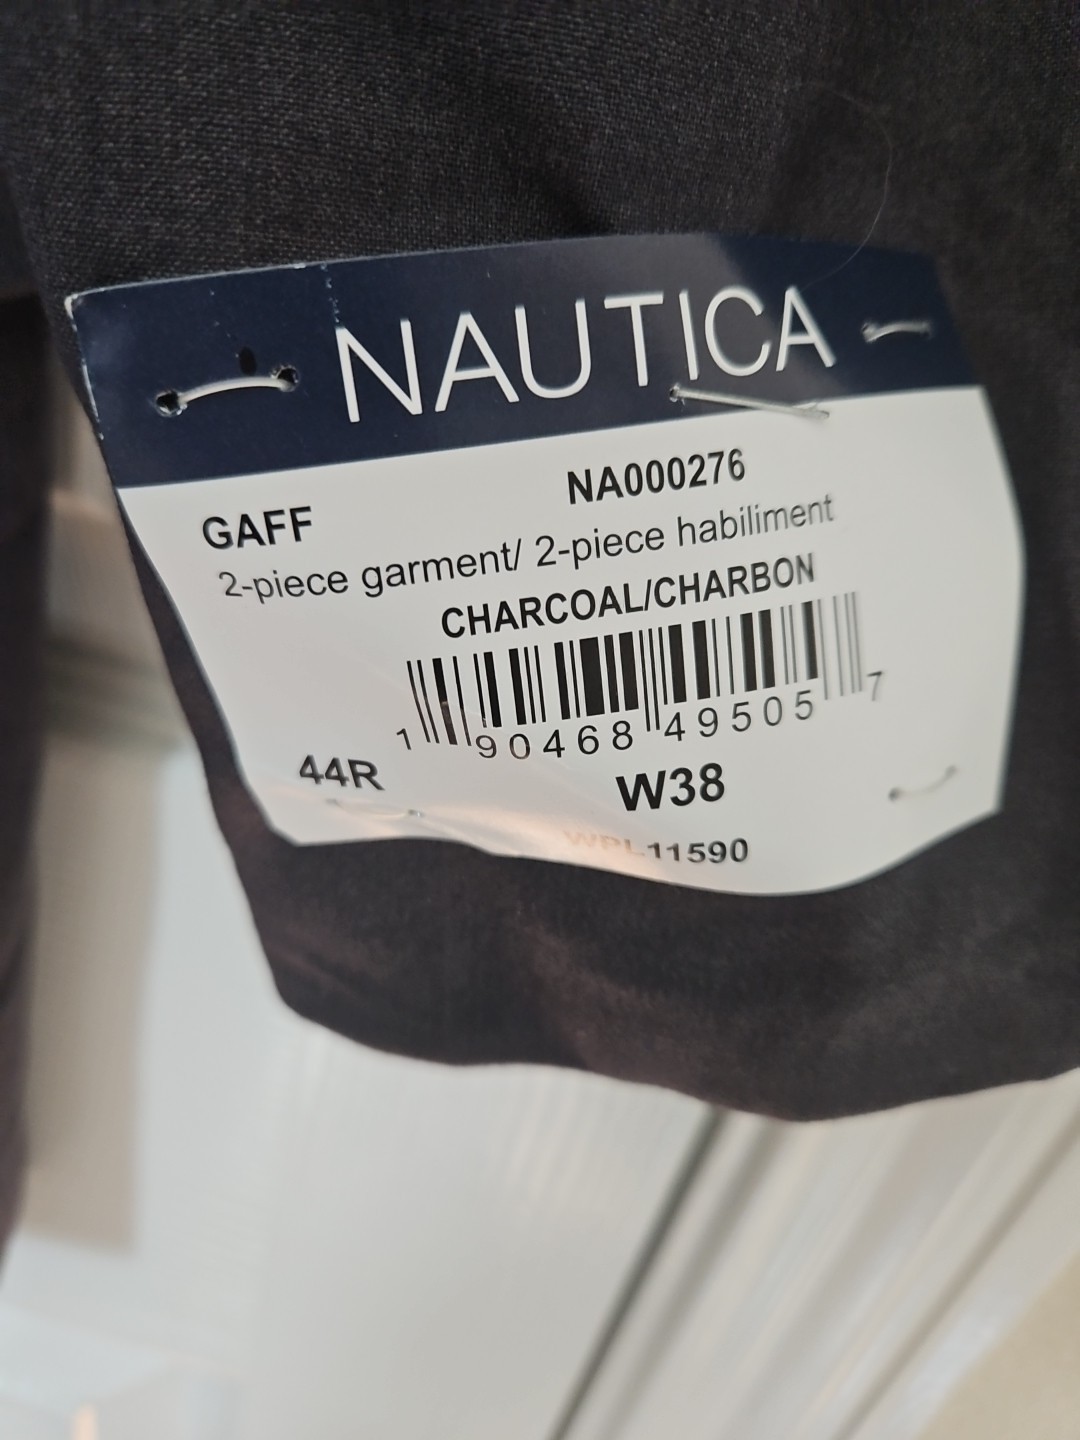 NAUTICA
GAFF NA000276
2-piece garment/ 2-piece habiliment
CHARCOAL/CHARBON
1 90468 49505 7
44R W38
WPL11590